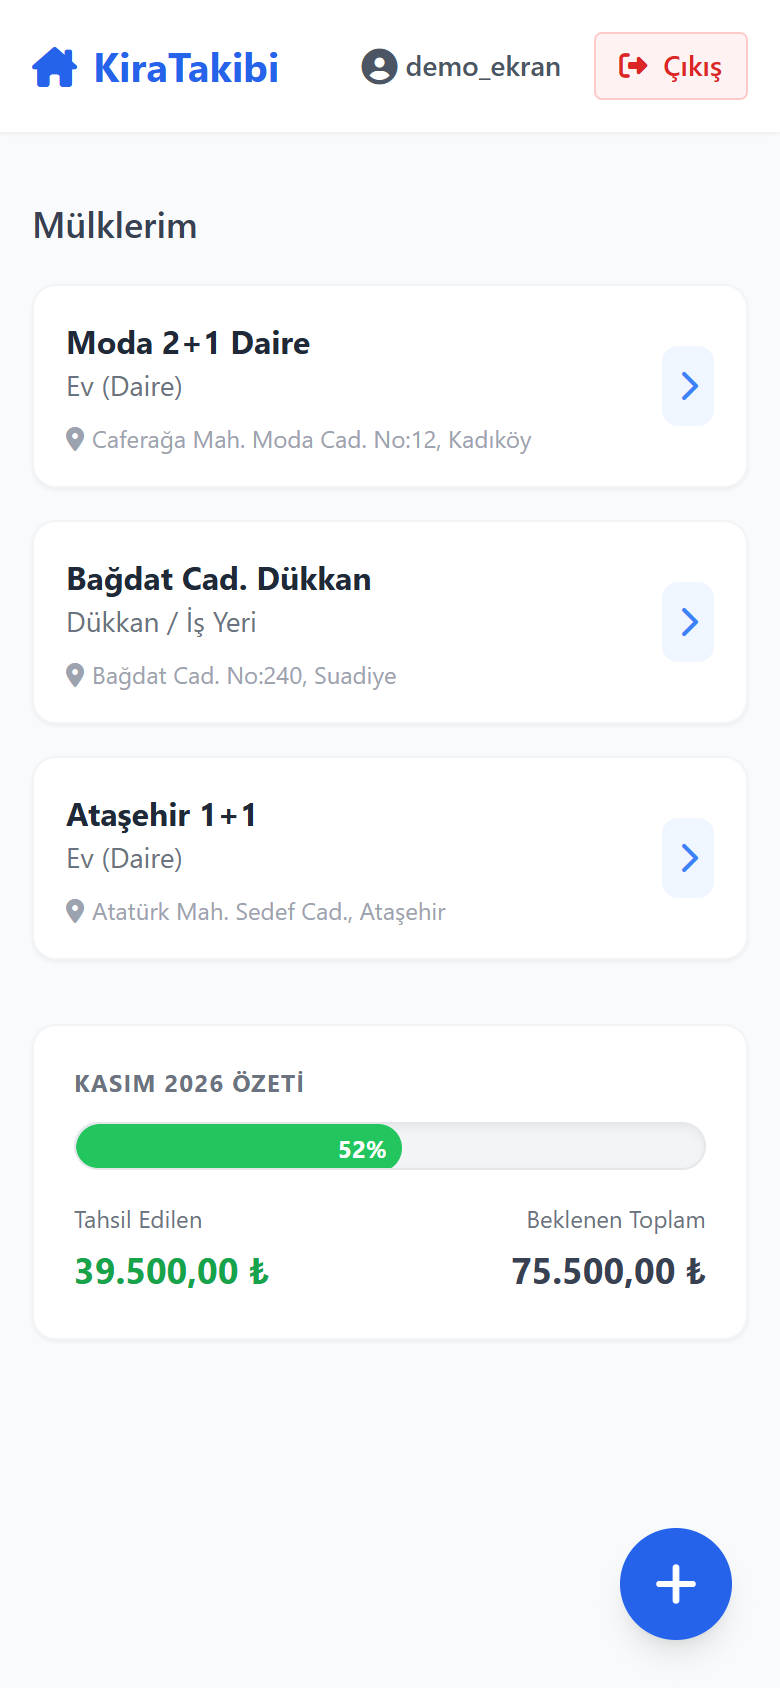 KiraTakibi
demo_ekran
Çıkış
Mülklerim
Moda 2+1 Daire
Ev (Daire)
Caferağa Mah. Moda Cad. No:12, Kadıköy
Bağdat Cad. Dükkan
Dükkan / İş Yeri
Bağdat Cad. No:240, Suadiye
Ataşehir 1+1
Ev (Daire)
Atatürk Mah. Sedef Cad., Ataşehir
KASIM 2026 ÖZETİ
52%
Tahsil Edilen
Beklenen Toplam
39.500,00 ₺
75.500,00 ₺